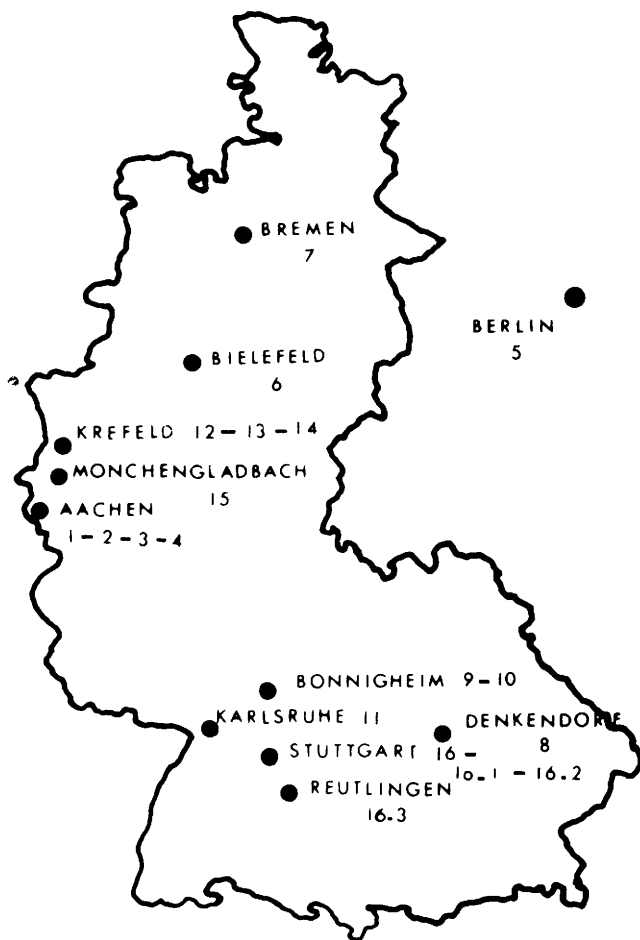 BREMEN
7
BERLIN
5
BIELEFELD
6
KREFELD 12-13-14
MONCHENGLADBACH
15
AACHEN
1-2-3-4
BONNIGHEIM 9-10
KARLSRUHE 11
DENKENDORF
8
STUTTGART 16-
10.1-16.2
REUTLINGEN
16.3